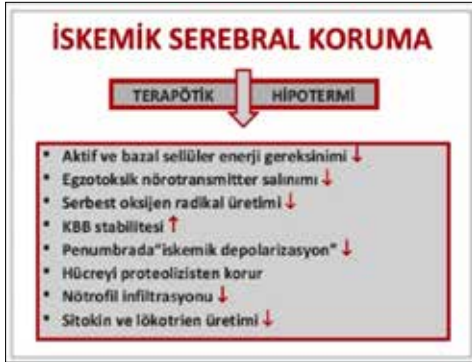 İSKEMİK SEREBRAL KORUMA
TERAPÖTİK HİPOTERMİ
▪ Aktif ve bazal sellüler enerji gereksinimi ↓
▪ Egzotoksik nörotransmitter salınımı ↓
▪ Serbest oksijen radikal üretimi ↓
▪ KBB stabilitesi ↑
▪ Penumbrada“iskemik depolarizasyon” ↓
▪ Hücreyi proteolizisten korur
▪ Nötrofil infiltrasyonu ↓
▪ Sitokin ve lökotrien üretimi ↓